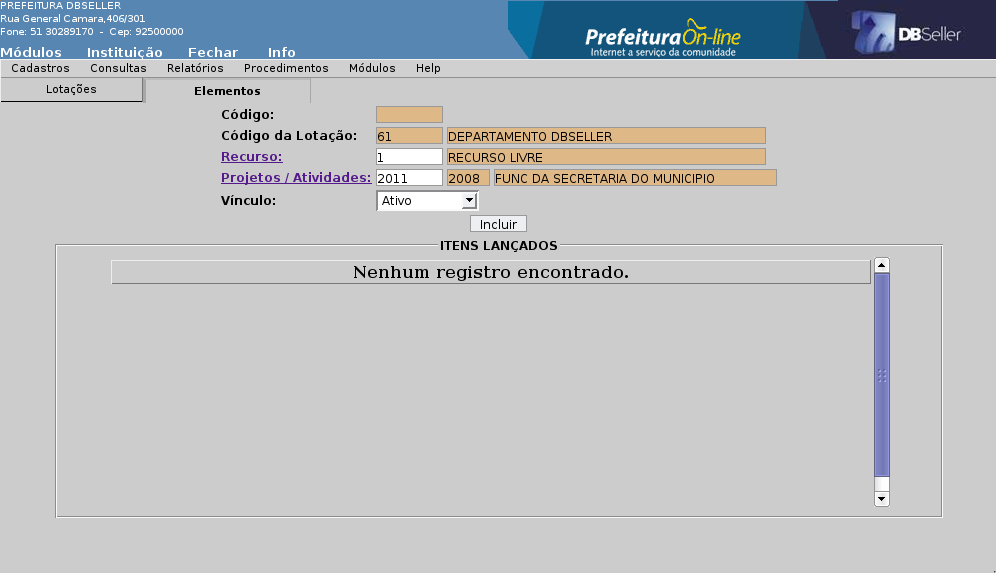 PREFEITURA DBSELLER
Rua General Camara,406/301
Fone: 51 30289170 - Cep: 92500000
Módulos Instituição Fechar Info
PrefeituraOn-line
Internet a serviço da comunidade
DBSeller
Cadastros Consultas Relatórios Procedimentos Módulos Help
Lotações Elementos
Código:
Código da Lotação: 61 DEPARTAMENTO DBSELLER
Recurso: 1 RECURSO LIVRE
Projetos / Atividades: 2011 2008 FUNC DA SECRETARIA DO MUNICIPIO
Vínculo: Ativo
Incluir
ITENS LANÇADOS
Nenhum registro encontrado.